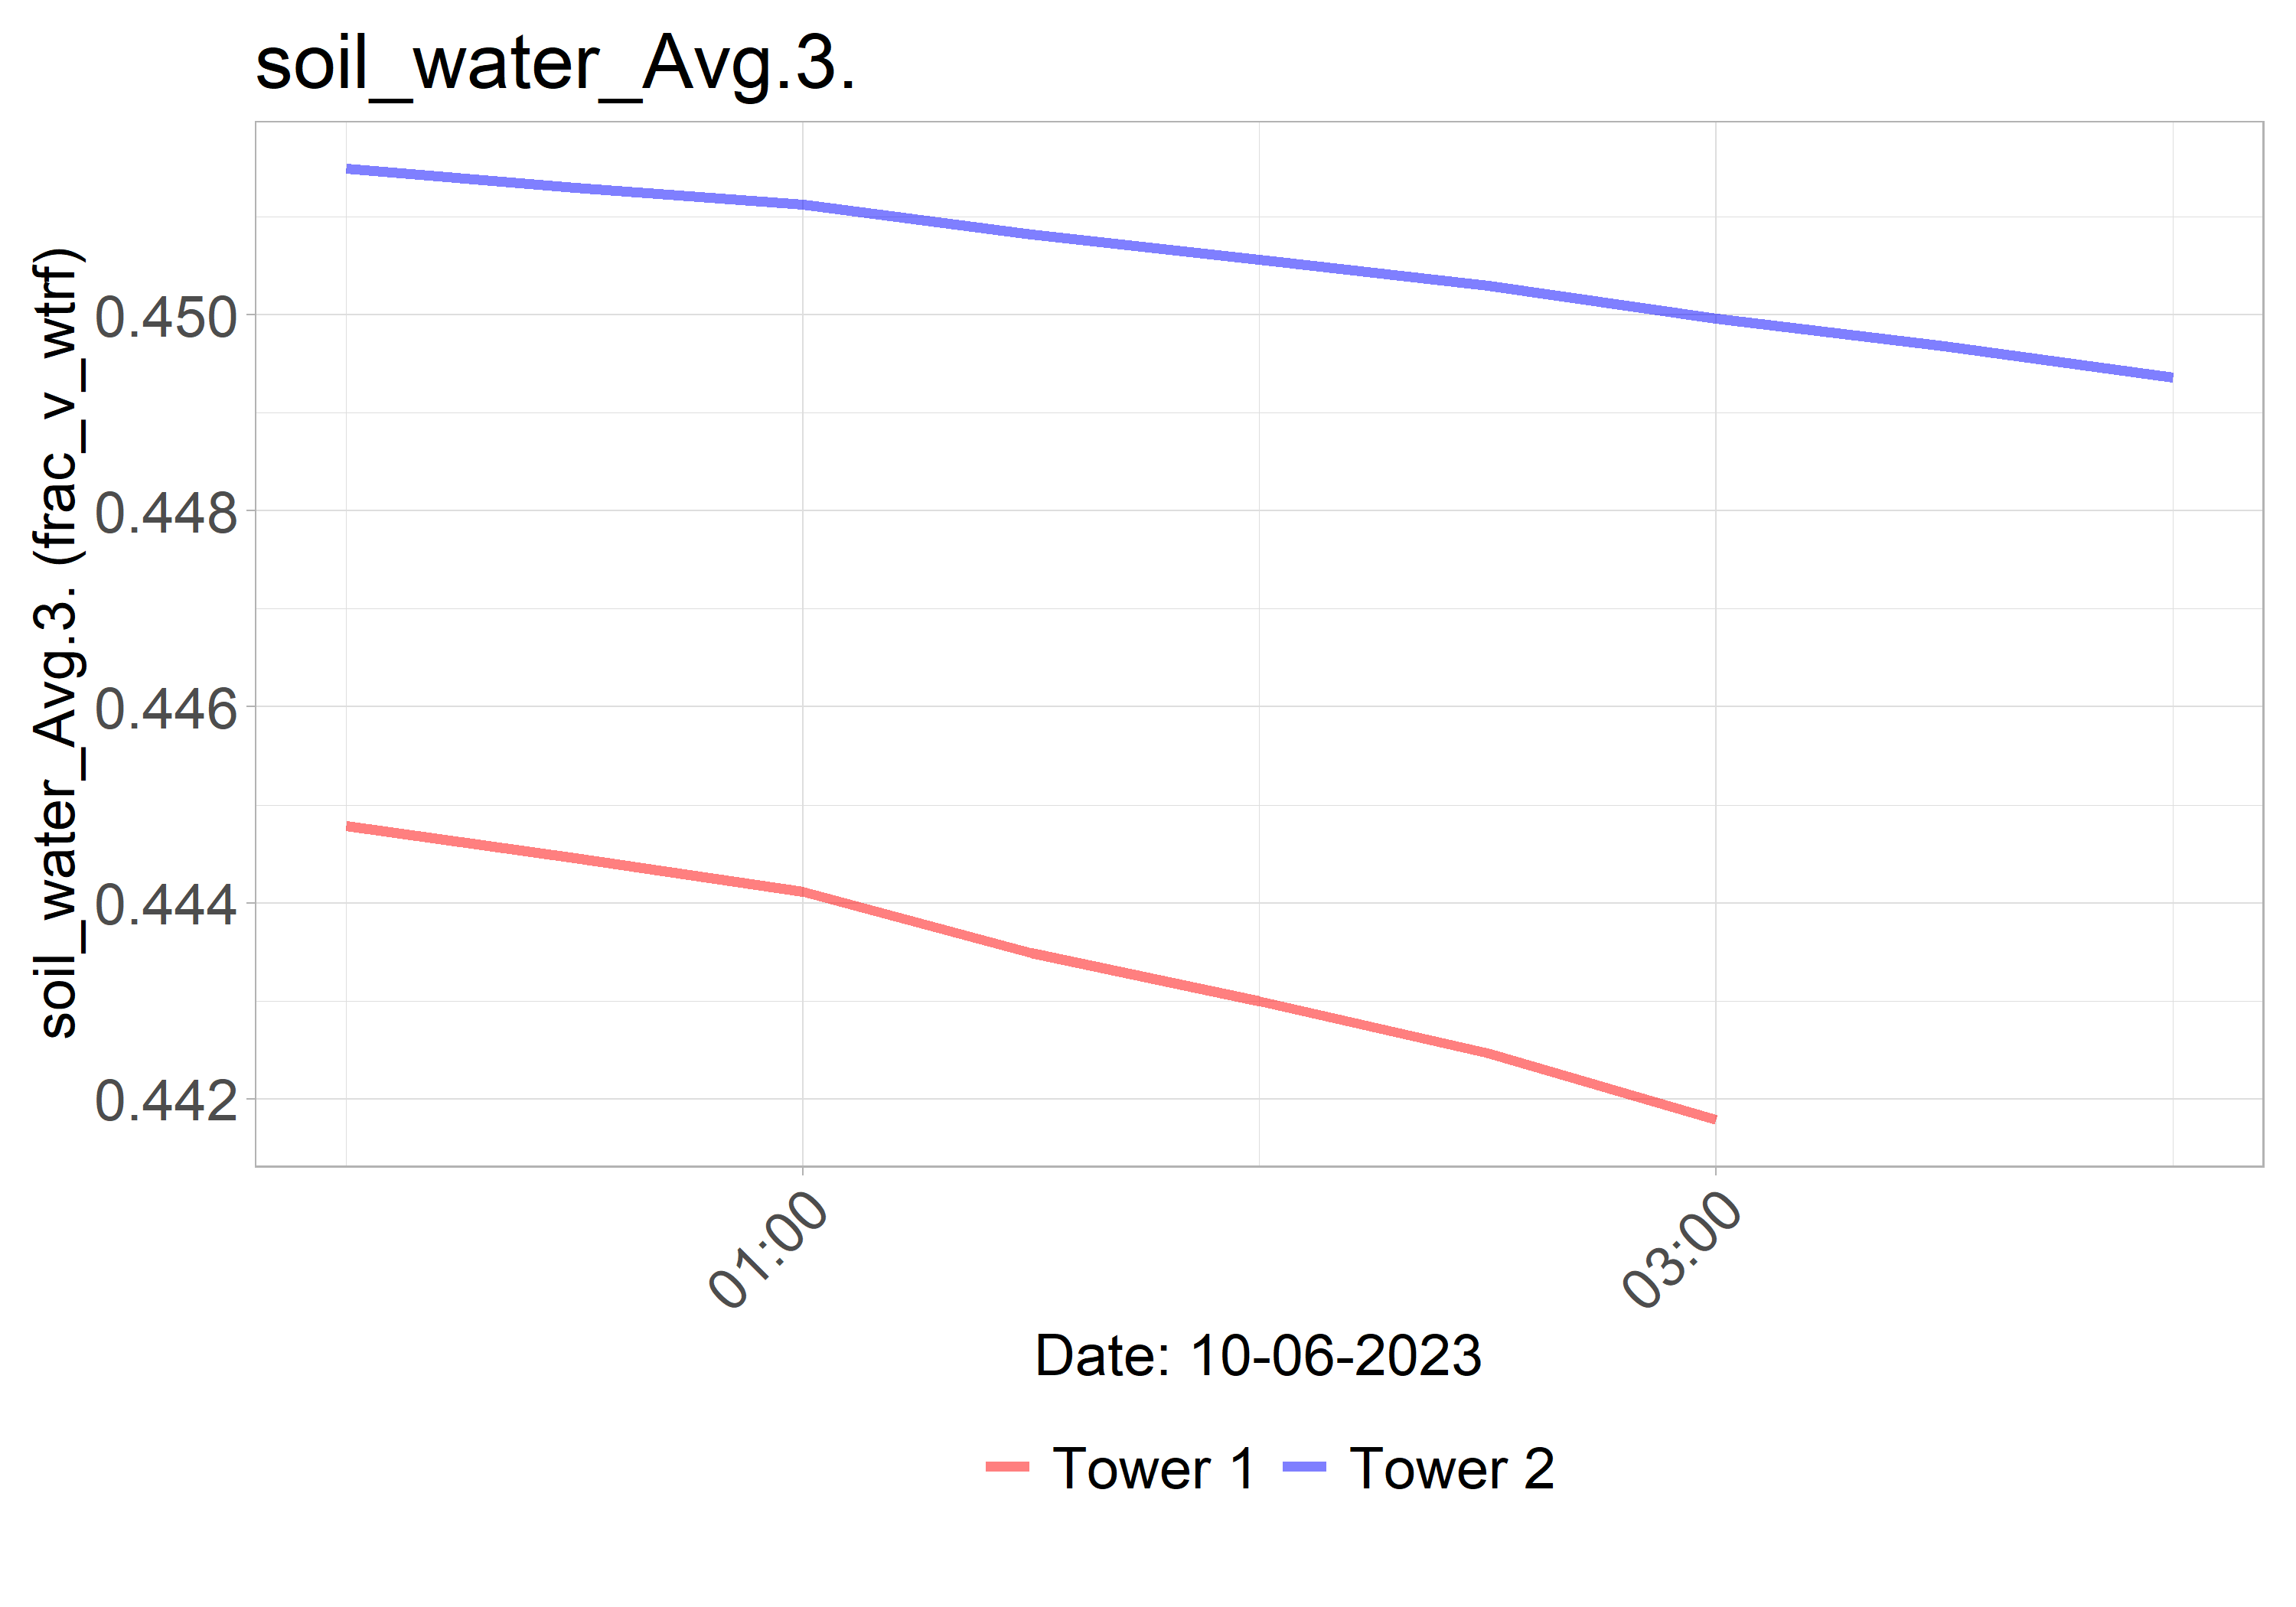 soil_water_Avg.3.
soil_water_Avg.3. (frac_v_wtrf)
0.450
0.448
0.446
0.444
0.442
01:00
03:00
Date: 10-06-2023
Tower 1
Tower 2